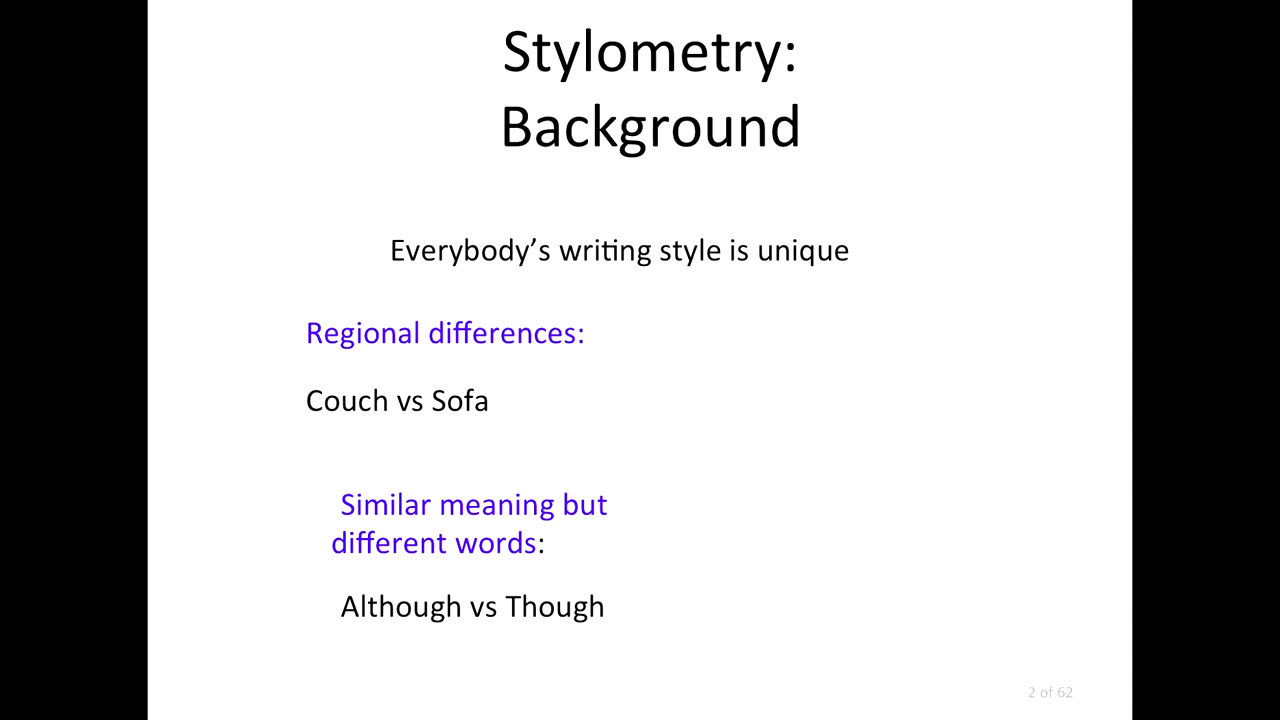 Stylometry:
Background
Everybody’s writing style is unique
Regional differences:
Couch vs Sofa
Similar meaning but
different words:
Although vs Though
2 of 62